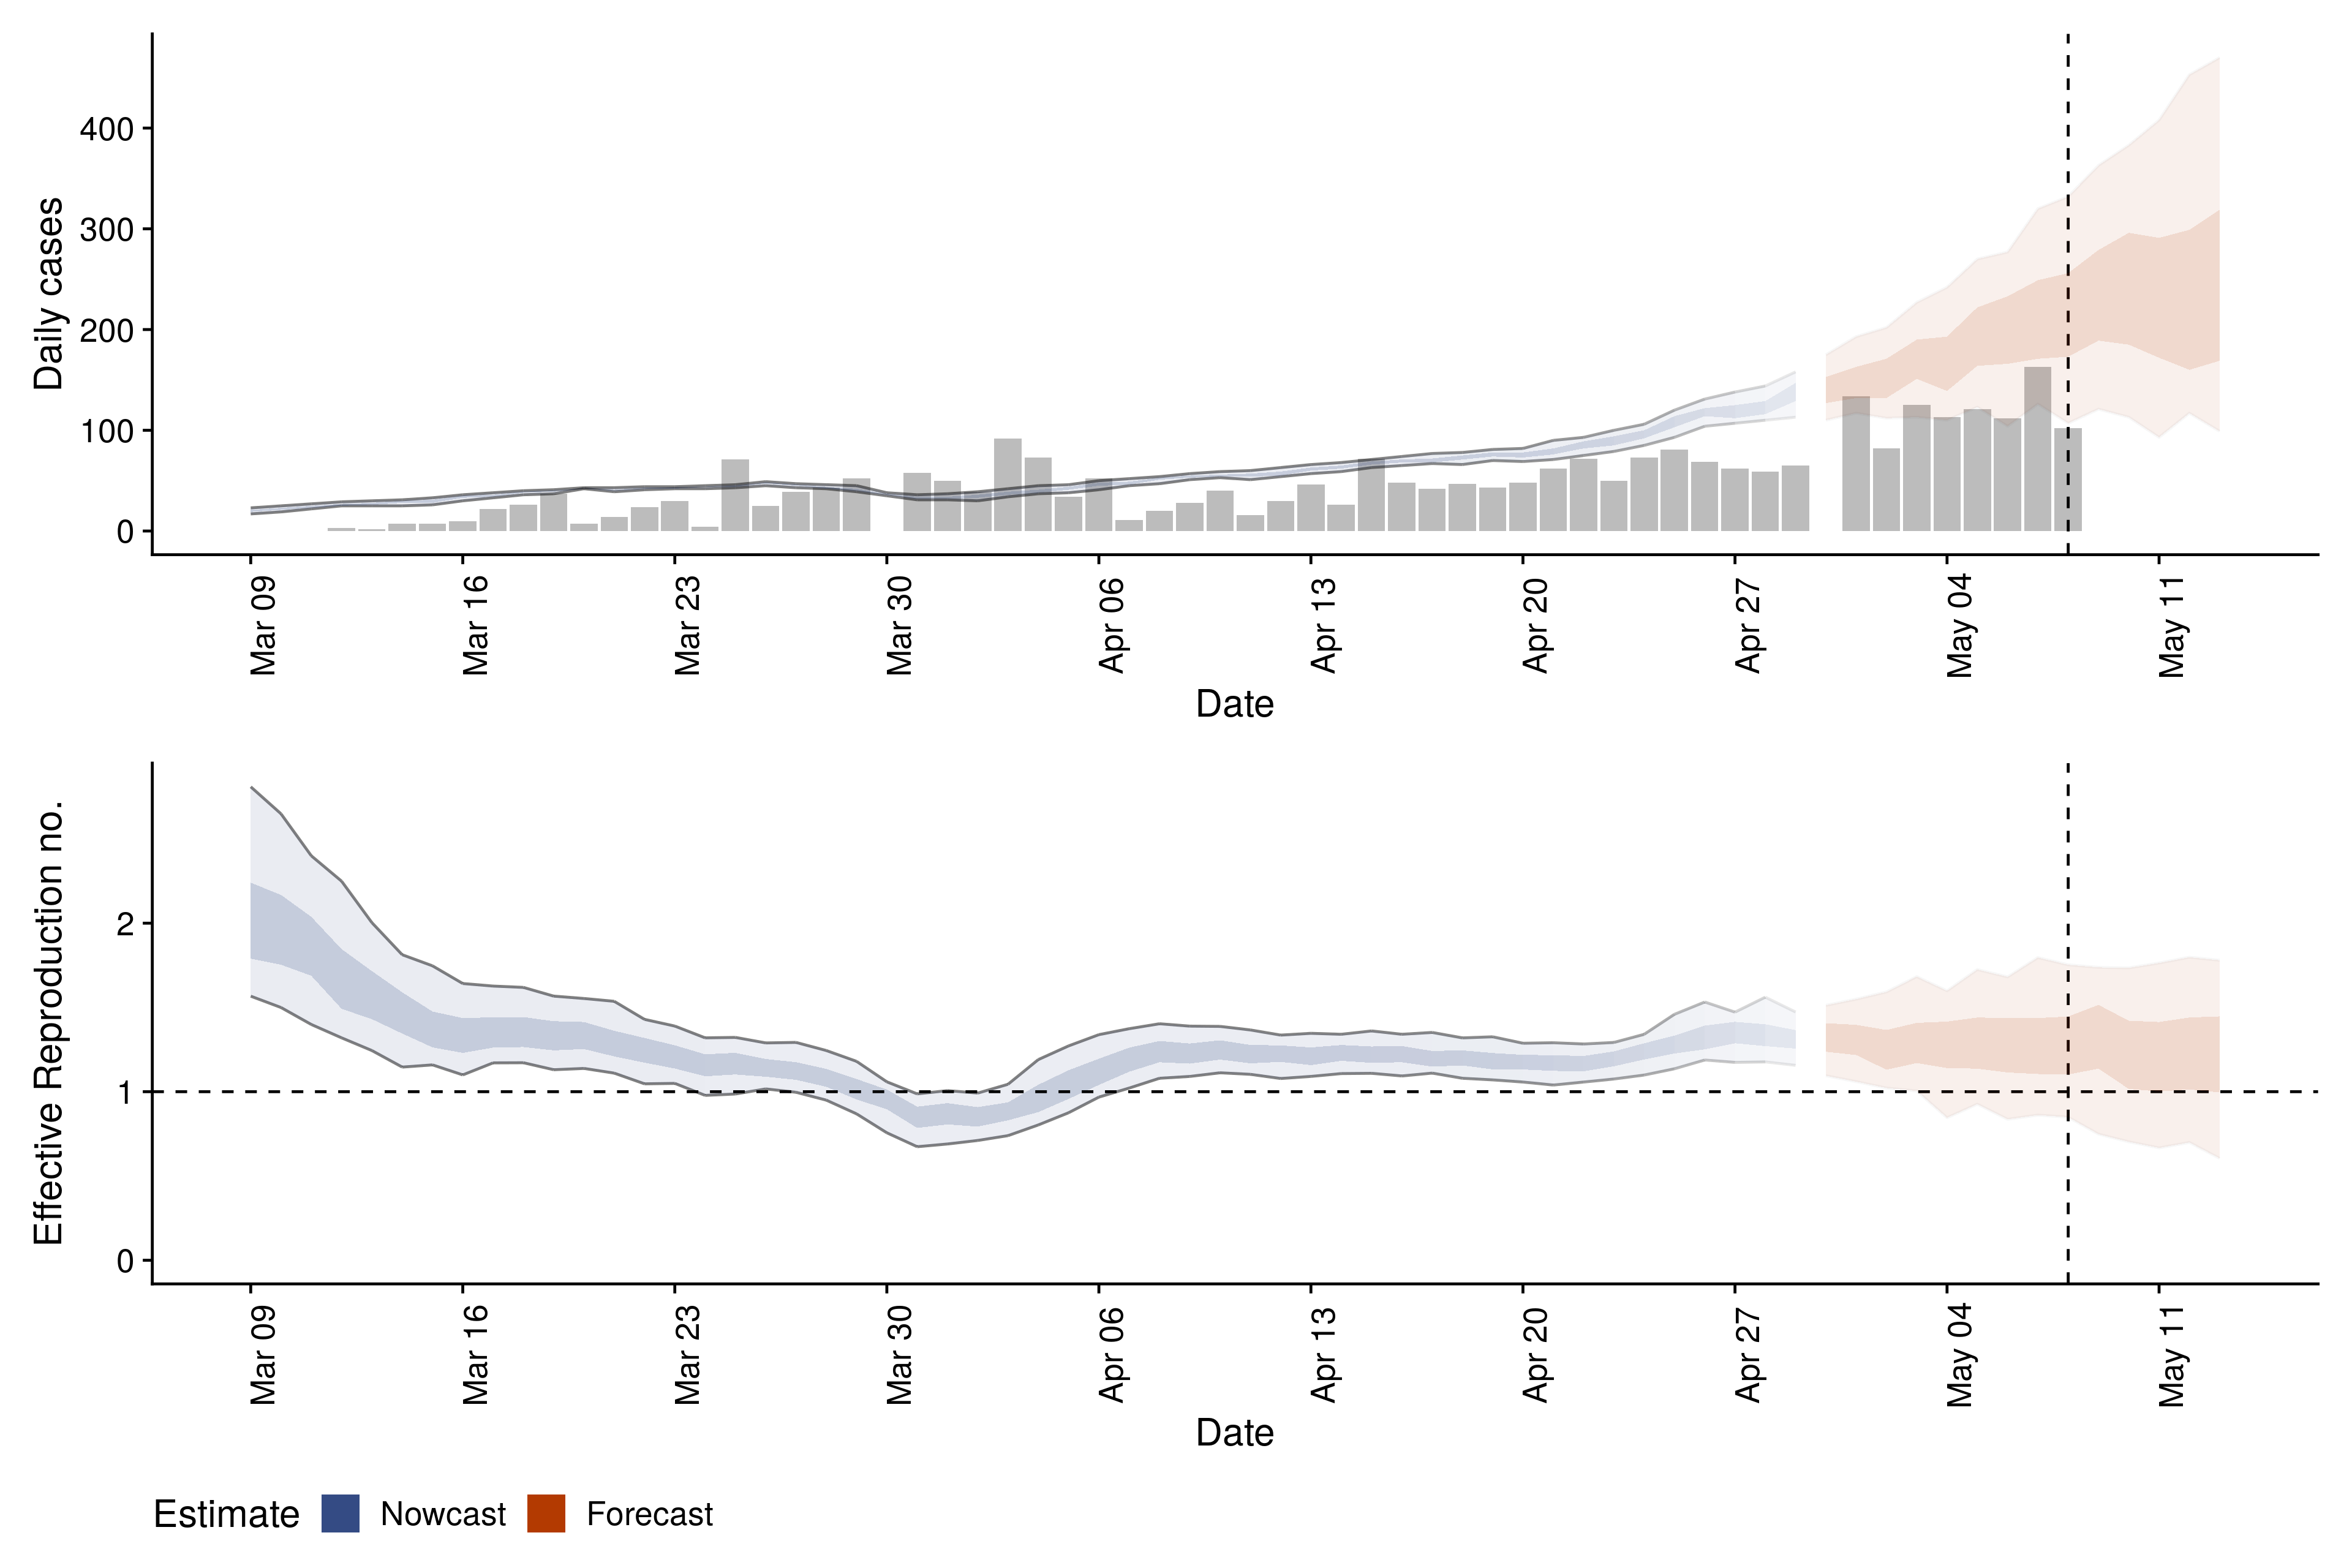 Daily cases
400
300
200
100
0
Mar 09
Mar 16
Mar 23
Mar 30
Apr 06
Apr 13
Apr 20
Apr 27
May 04
May 11
Date
Effective Reproduction no.
2
1
0
Mar 09
Mar 16
Mar 23
Mar 30
Apr 06
Apr 13
Apr 20
Apr 27
May 04
May 11
Date
Estimate Nowcast Forecast